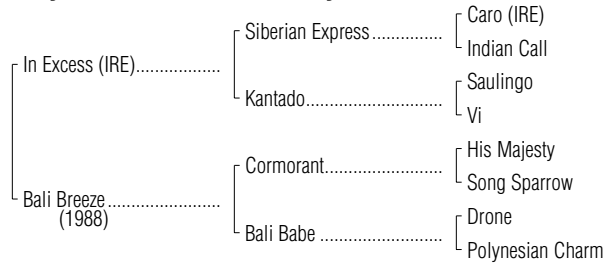 Caro (IRE)
Siberian Express...............
Indian Call
In Excess (IRE)..................
Saulingo
Kantado.............................
Vi
His Majesty
Cormorant.........................
Song Sparrow
Bali Breeze ........................
(1988)
Drone
Bali Babe ..........................
Polynesian Charm